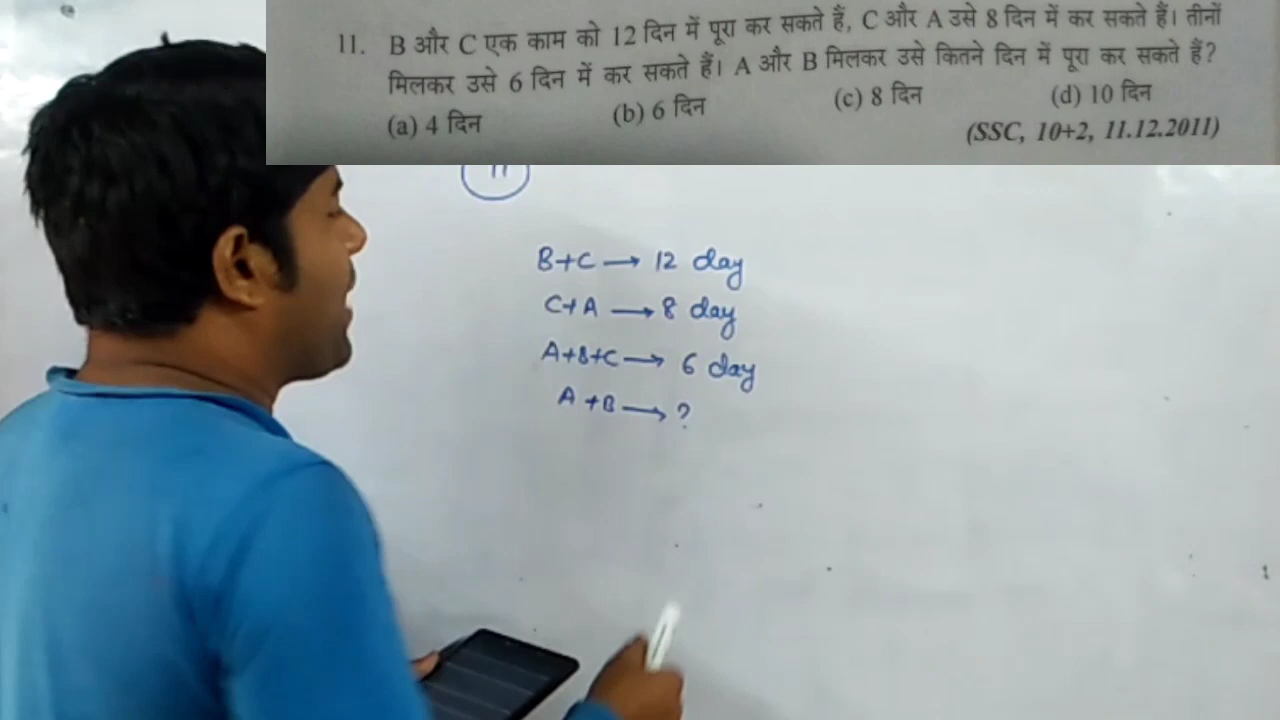 11. B और C एक काम को 12 दिन में पूरा कर सकते हैं, C और A उसे 8 दिन में कर सकते हैं। तीनों
मिलकर उसे 6 दिन में कर सकते हैं। A और B मिलकर उसे कितने दिन में पूरा कर सकते हैं?
(a) 4 दिन (b) 6 दिन (c) 8 दिन (d) 10 दिन
(SSC, 10+2, 11.12.2011)
11
B+C → 12 day
C+A → 8 day
A+B+C → 6 day
A+B → ?